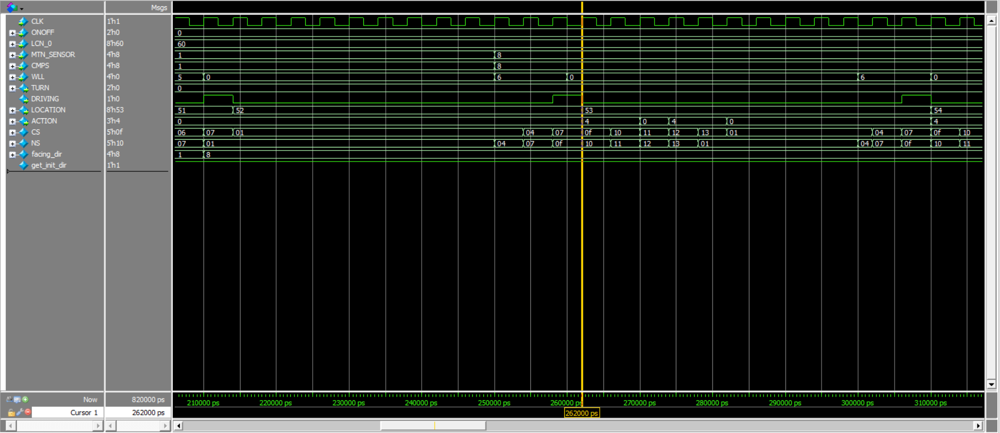 Msgs
CLK 1'h1
ONOFF 2'h0 0
LCN_0 8'h60 60
MTN_SENSOR 4'h8 1 8
CMPS 4'h8 1 8
WLL 4'h0 5 0 6 0 6 0
TURN 2'h0 0
DRIVING 1'h0
LOCATION 8'h53 51 52 53 54
ACTION 3'h4 0 4 0 4 0 4
CS 5'h0f 06 07 01 04 07 0f 10 11 12 13 01 04 07 0f 10
NS 5'h10 07 01 04 07 0f 10 11 12 13 01 04 07 0f 10 11
facing_dir 4'h8 1 8
get_init_dir 1'h1
Now 820000 ps 210000 ps 220000 ps 230000 ps 240000 ps 250000 ps 260000 ps 270000 ps 280000 ps 290000 ps 300000 ps 310000 ps
Cursor 1 262000 ps 262000 ps